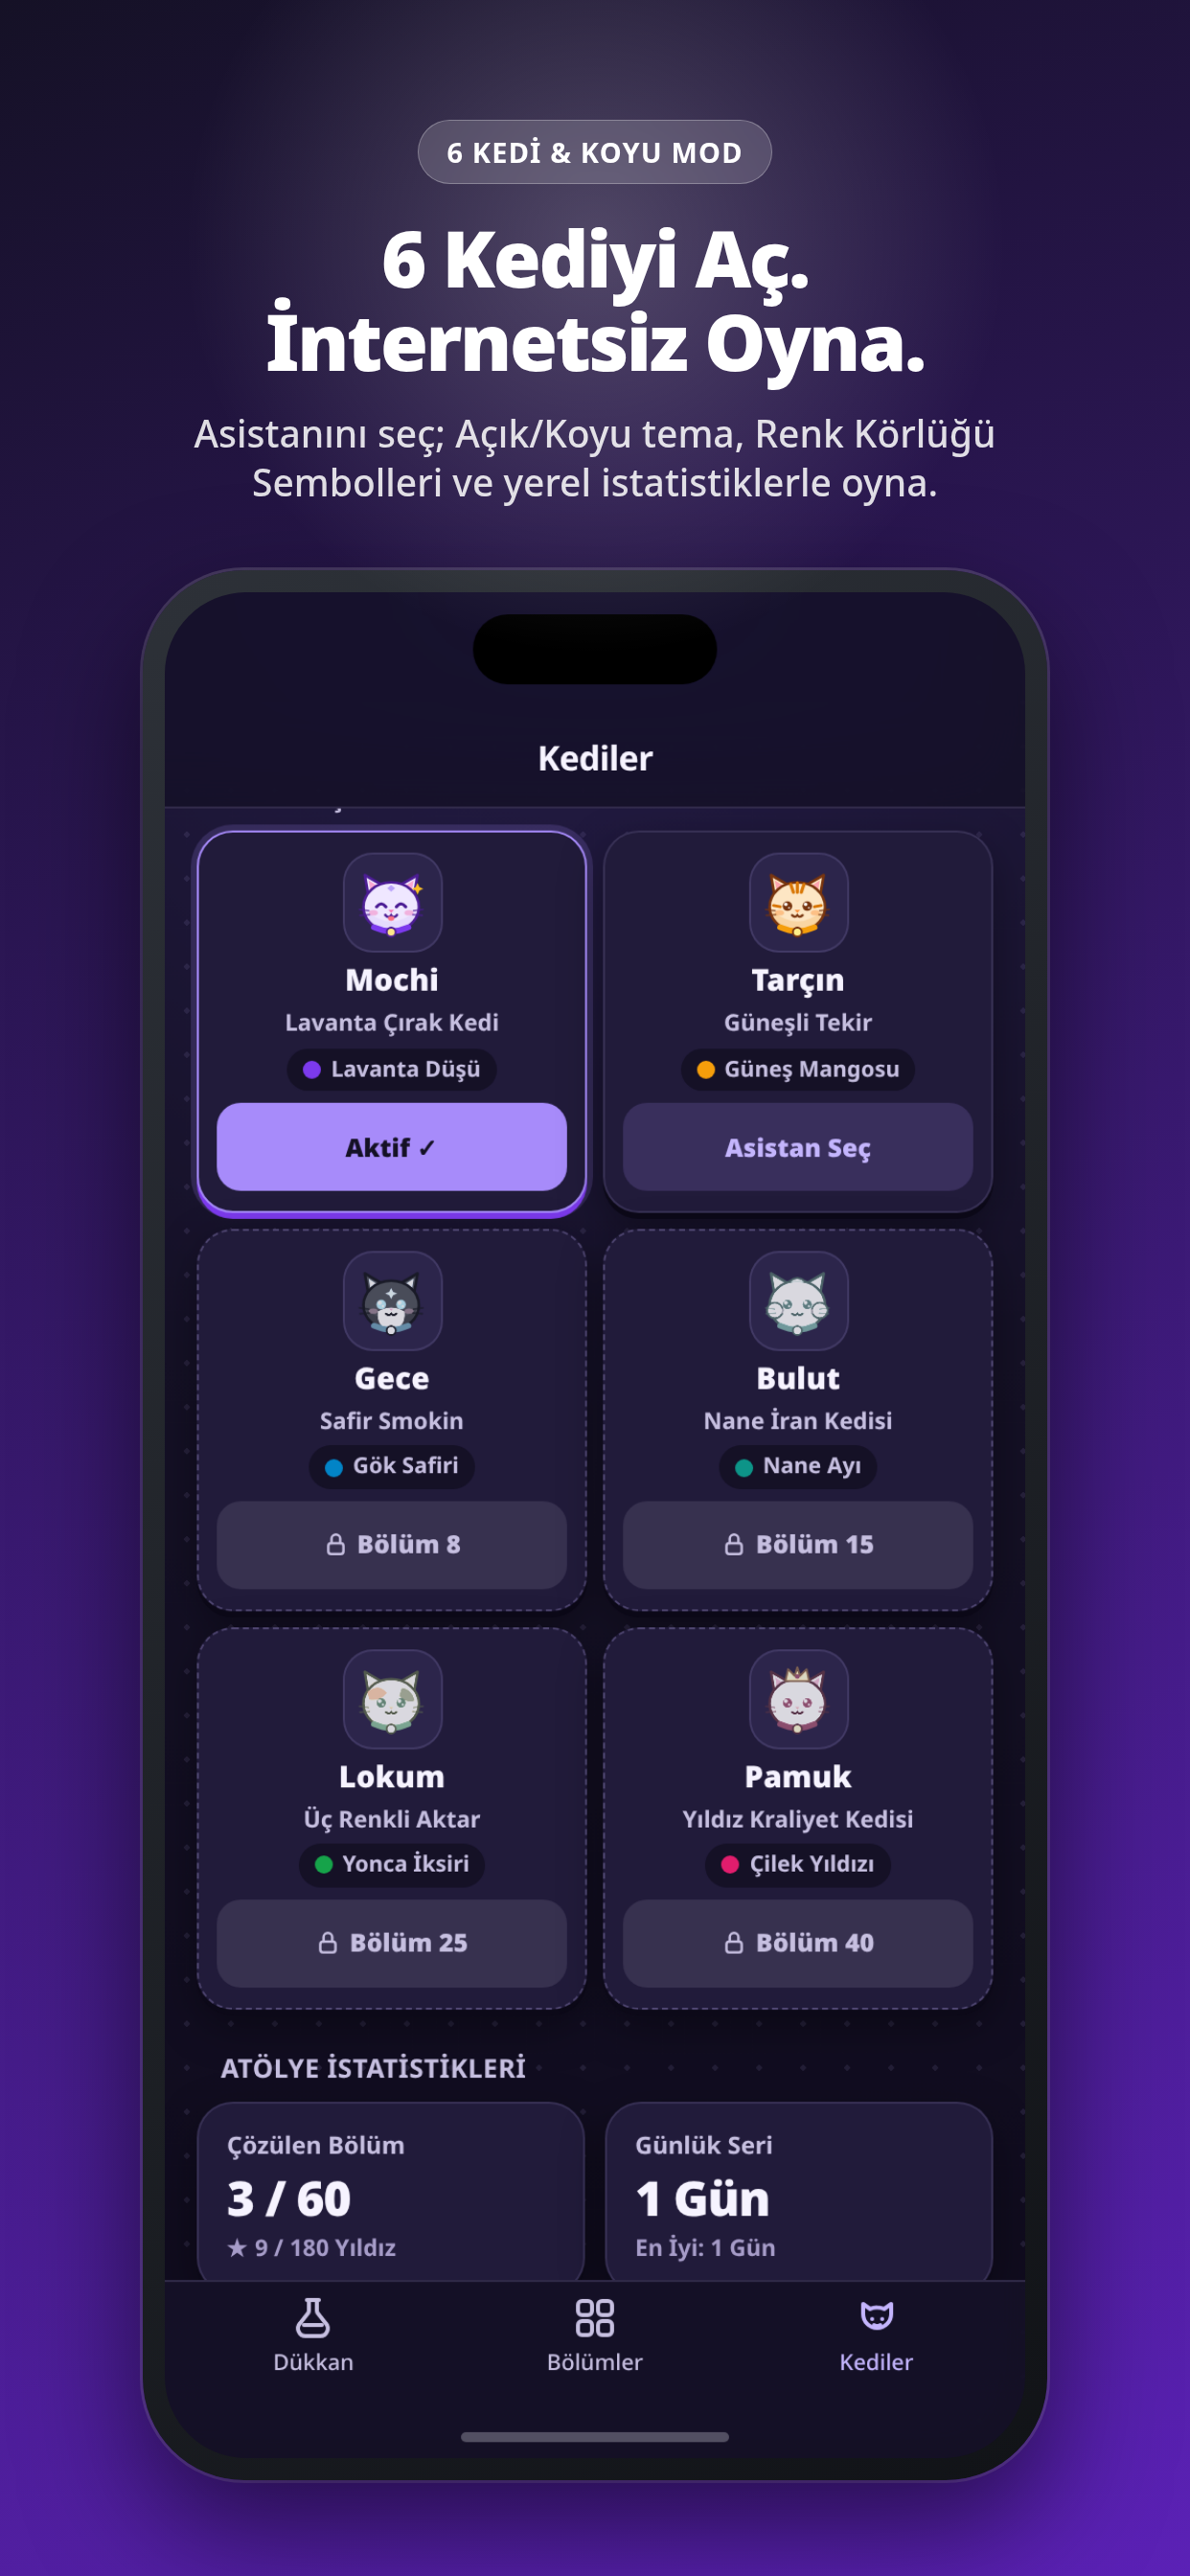 6 KEDİ & KOYU MOD
6 Kediyi Aç.
İnternetsiz Oyna.
Asistanını seç; Açık/Koyu tema, Renk Körlüğü
Sembolleri ve yerel istatistiklerle oyna.
Kediler
Mochi
Lavanta Çırak Kedi
Lavanta Düşü
Aktif ✓
Tarçın
Güneşli Tekir
Güneş Mangosu
Asistan Seç
Gece
Safir Smokin
Gök Safiri
Bölüm 8
Bulut
Nane İran Kedisi
Nane Ayı
Bölüm 15
Lokum
Üç Renkli Aktar
Yonca İksiri
Bölüm 25
Pamuk
Yıldız Kraliyet Kedisi
Çilek Yıldızı
Bölüm 40
ATÖLYE İSTATİSTİKLERİ
Çözülen Bölüm
3 / 60
★ 9 / 180 Yıldız
Günlük Seri
1 Gün
En İyi: 1 Gün
Dükkan
Bölümler
Kediler